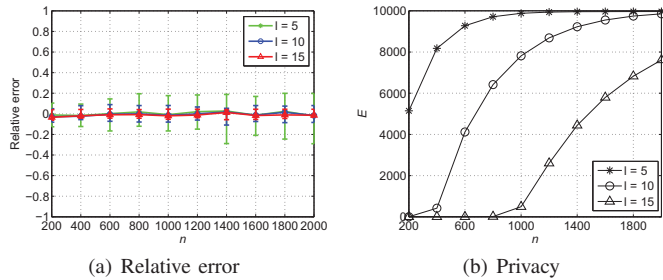 1
0.8
0.6
0.4
0.2
0
−0.2
−0.4
−0.6
−0.8
−1
Relative error
200 400 600 800 1000 1200 1400 1600 1800 2000
n
l = 5
l = 10
l = 15
(a) Relative error
10000
8000
6000
4000
2000
0
E
200 600 1000 1400 1800
n
l = 5
l = 10
l = 15
(b) Privacy